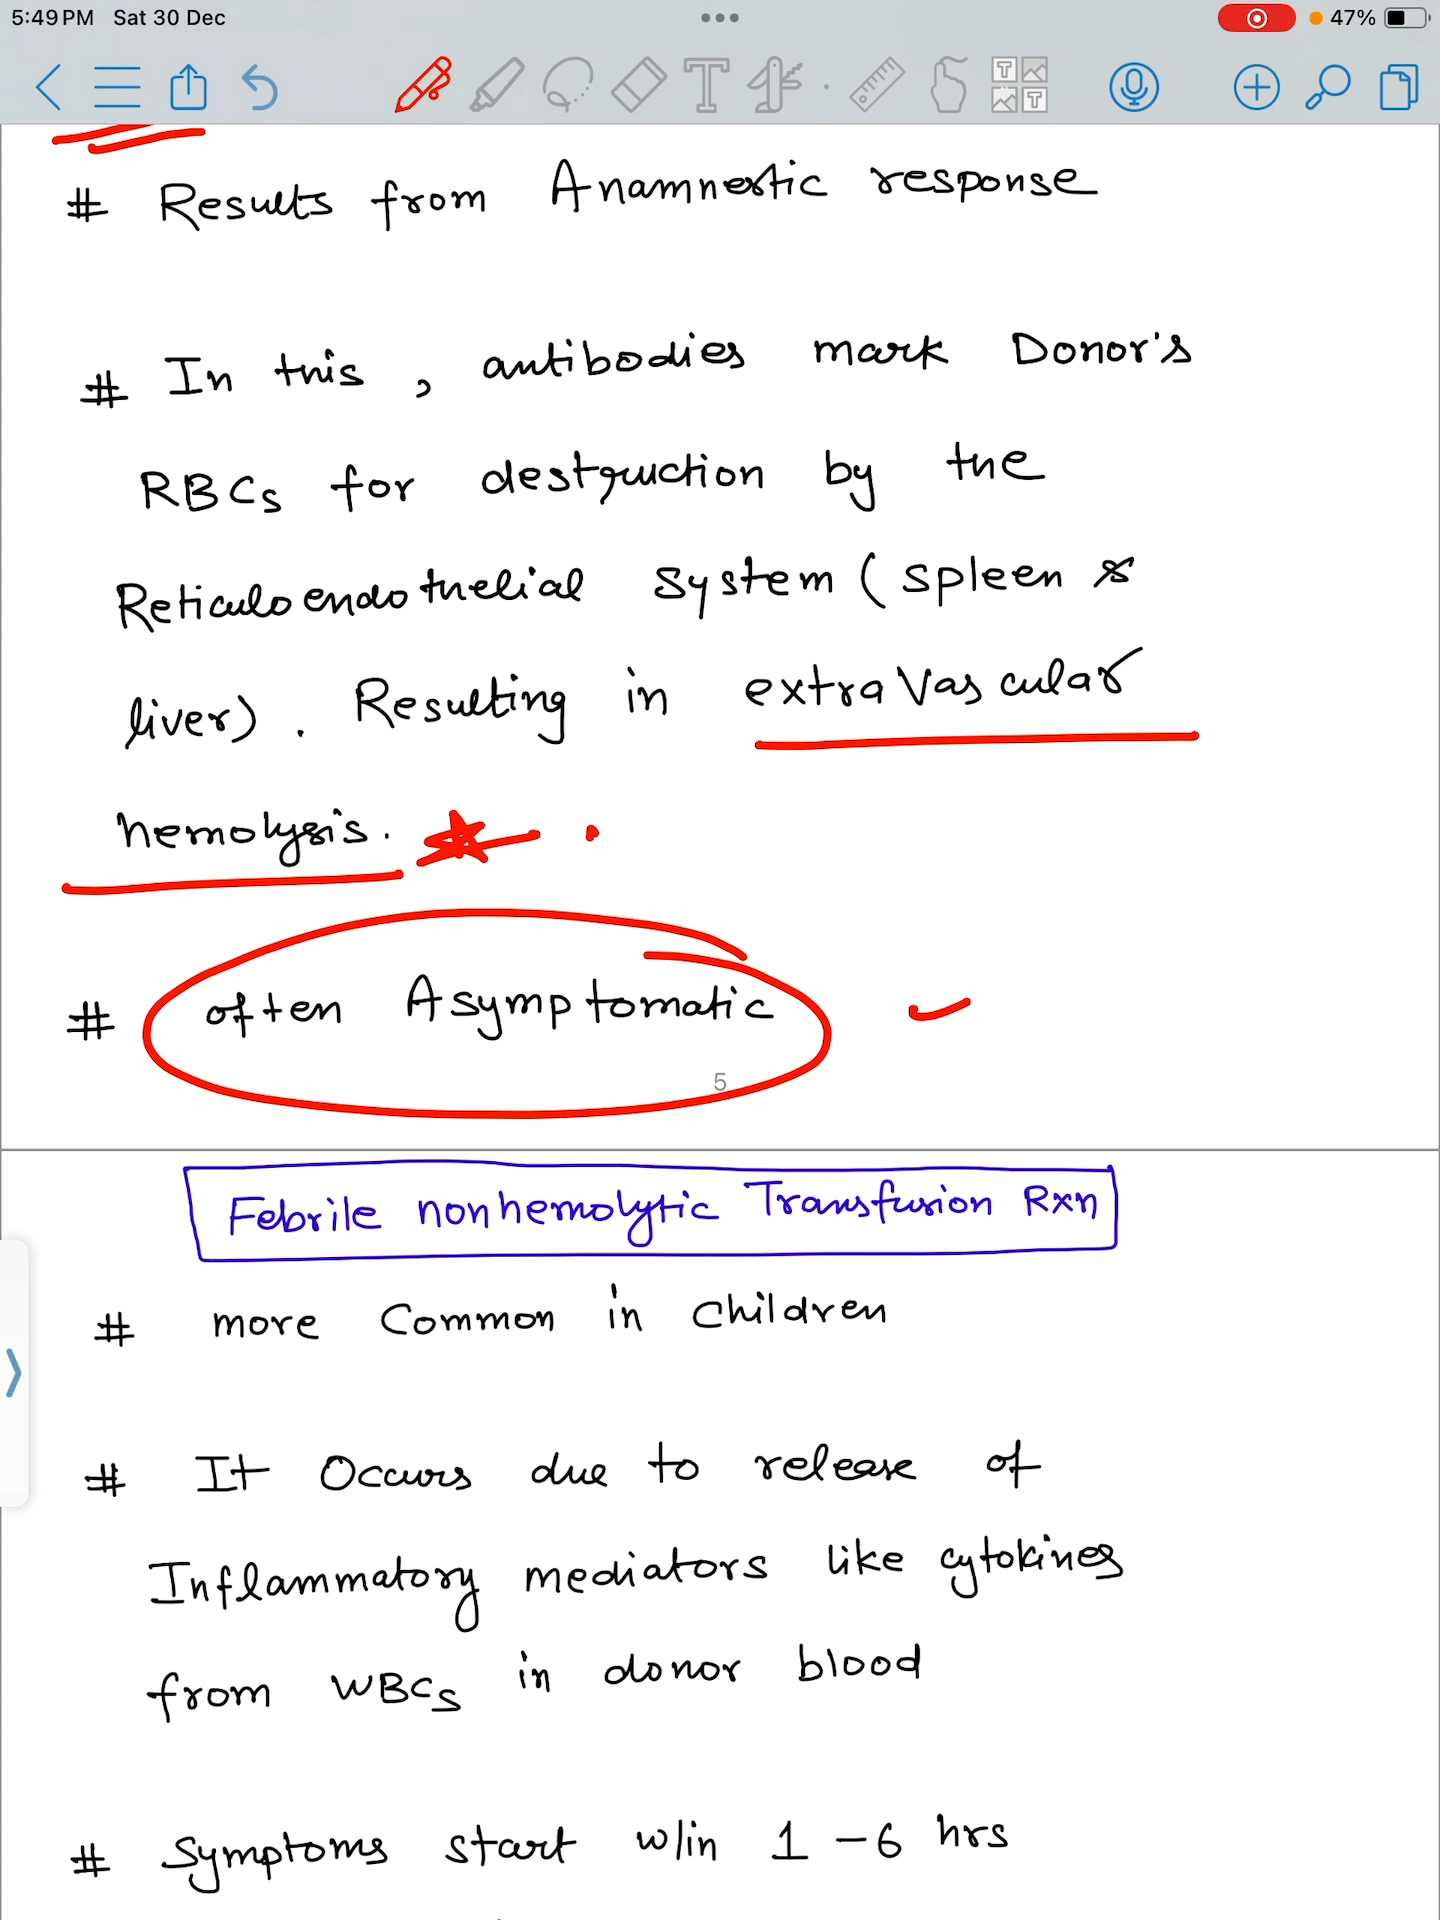 5:49 PM Sat 30 Dec
47%
# Results from Anamnestic response
# In this, antibodies mark Donor's
RBCs for destruction by the
Reticuloendothelial System (spleen &
liver). Resulting in extravascular
hemolysis.
# often Asymptomatic
5
Febrile nonhemolytic Transfusion Rxn
# more Common in Children
# It Occurs due to release of
Inflammatory mediators like cytokines
from WBCs in donor blood
# Symptoms start w/in 1-6 hrs